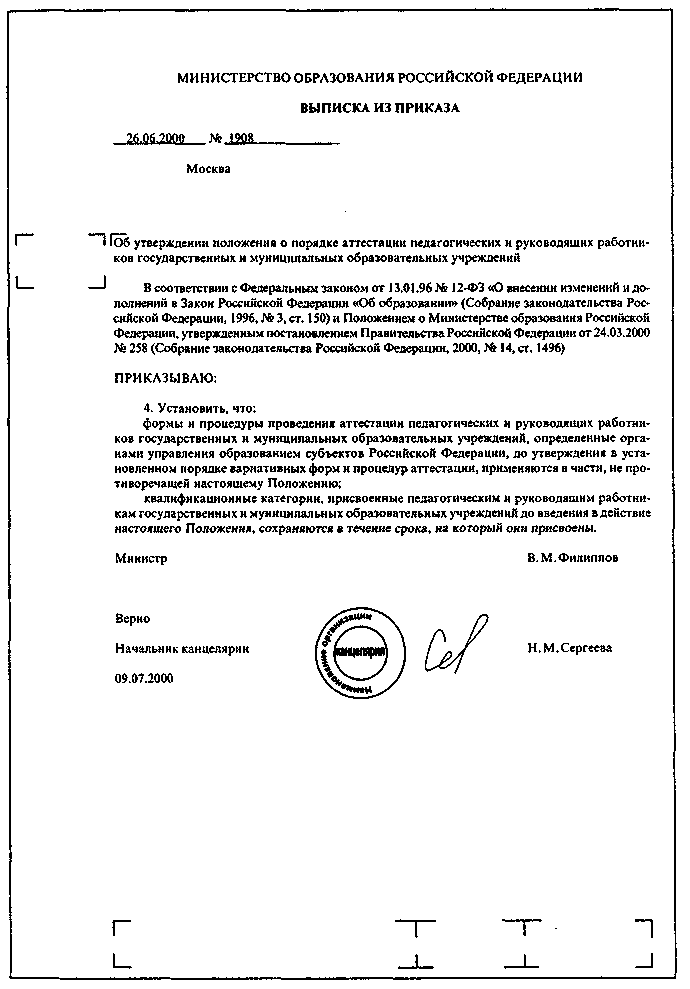 МИНИСТЕРСТВО ОБРАЗОВАНИЯ РОССИЙСКОЙ ФЕДЕРАЦИИ
ВЫПИСКА ИЗ ПРИКАЗА
26.06.2000 № 1908
Москва
Об утверждении положения о порядке аттестации педагогических и руководящих работни-
ков государственных и муниципальных образовательных учреждений
В соответствии с Федеральным законом от 13.01.96 № 12-ФЗ «О внесении изменений и до-
полнений в Закон Российской Федерации «Об образовании» (Собрание законодательства Рос-
сийской Федерации, 1996, № 3, ст. 150) и Положением о Министерстве образования Российской
Федерации, утвержденным постановлением Правительства Российской Федерации от 24.03.2000
№ 258 (Собрание законодательства Российской Федерации, 2000, № 14, ст. 1496)
ПРИКАЗЫВАЮ:
4. Установить, что:
формы и процедуры проведения аттестации педагогических и руководящих работни-
ков государственных и муниципальных образовательных учреждений, определенные орга-
нами управления образованием субъектов Российской Федерации, до утверждения в уста-
новленном порядке вариативных форм и процедур аттестации, применяются в части, не про-
тиворечащей настоящему Положению;
квалификационные категории, присвоенные педагогическим и руководящим работни-
кам государственных и муниципальных образовательных учреждений до введения в действие
настоящего Положения, сохраняются в течение срока, на который они присвоены.
Министр В. М. Филиппов
Верно
Наименование организации
канцелярия
Начальник канцелярии Н. М. Сергеева
09.07.2000